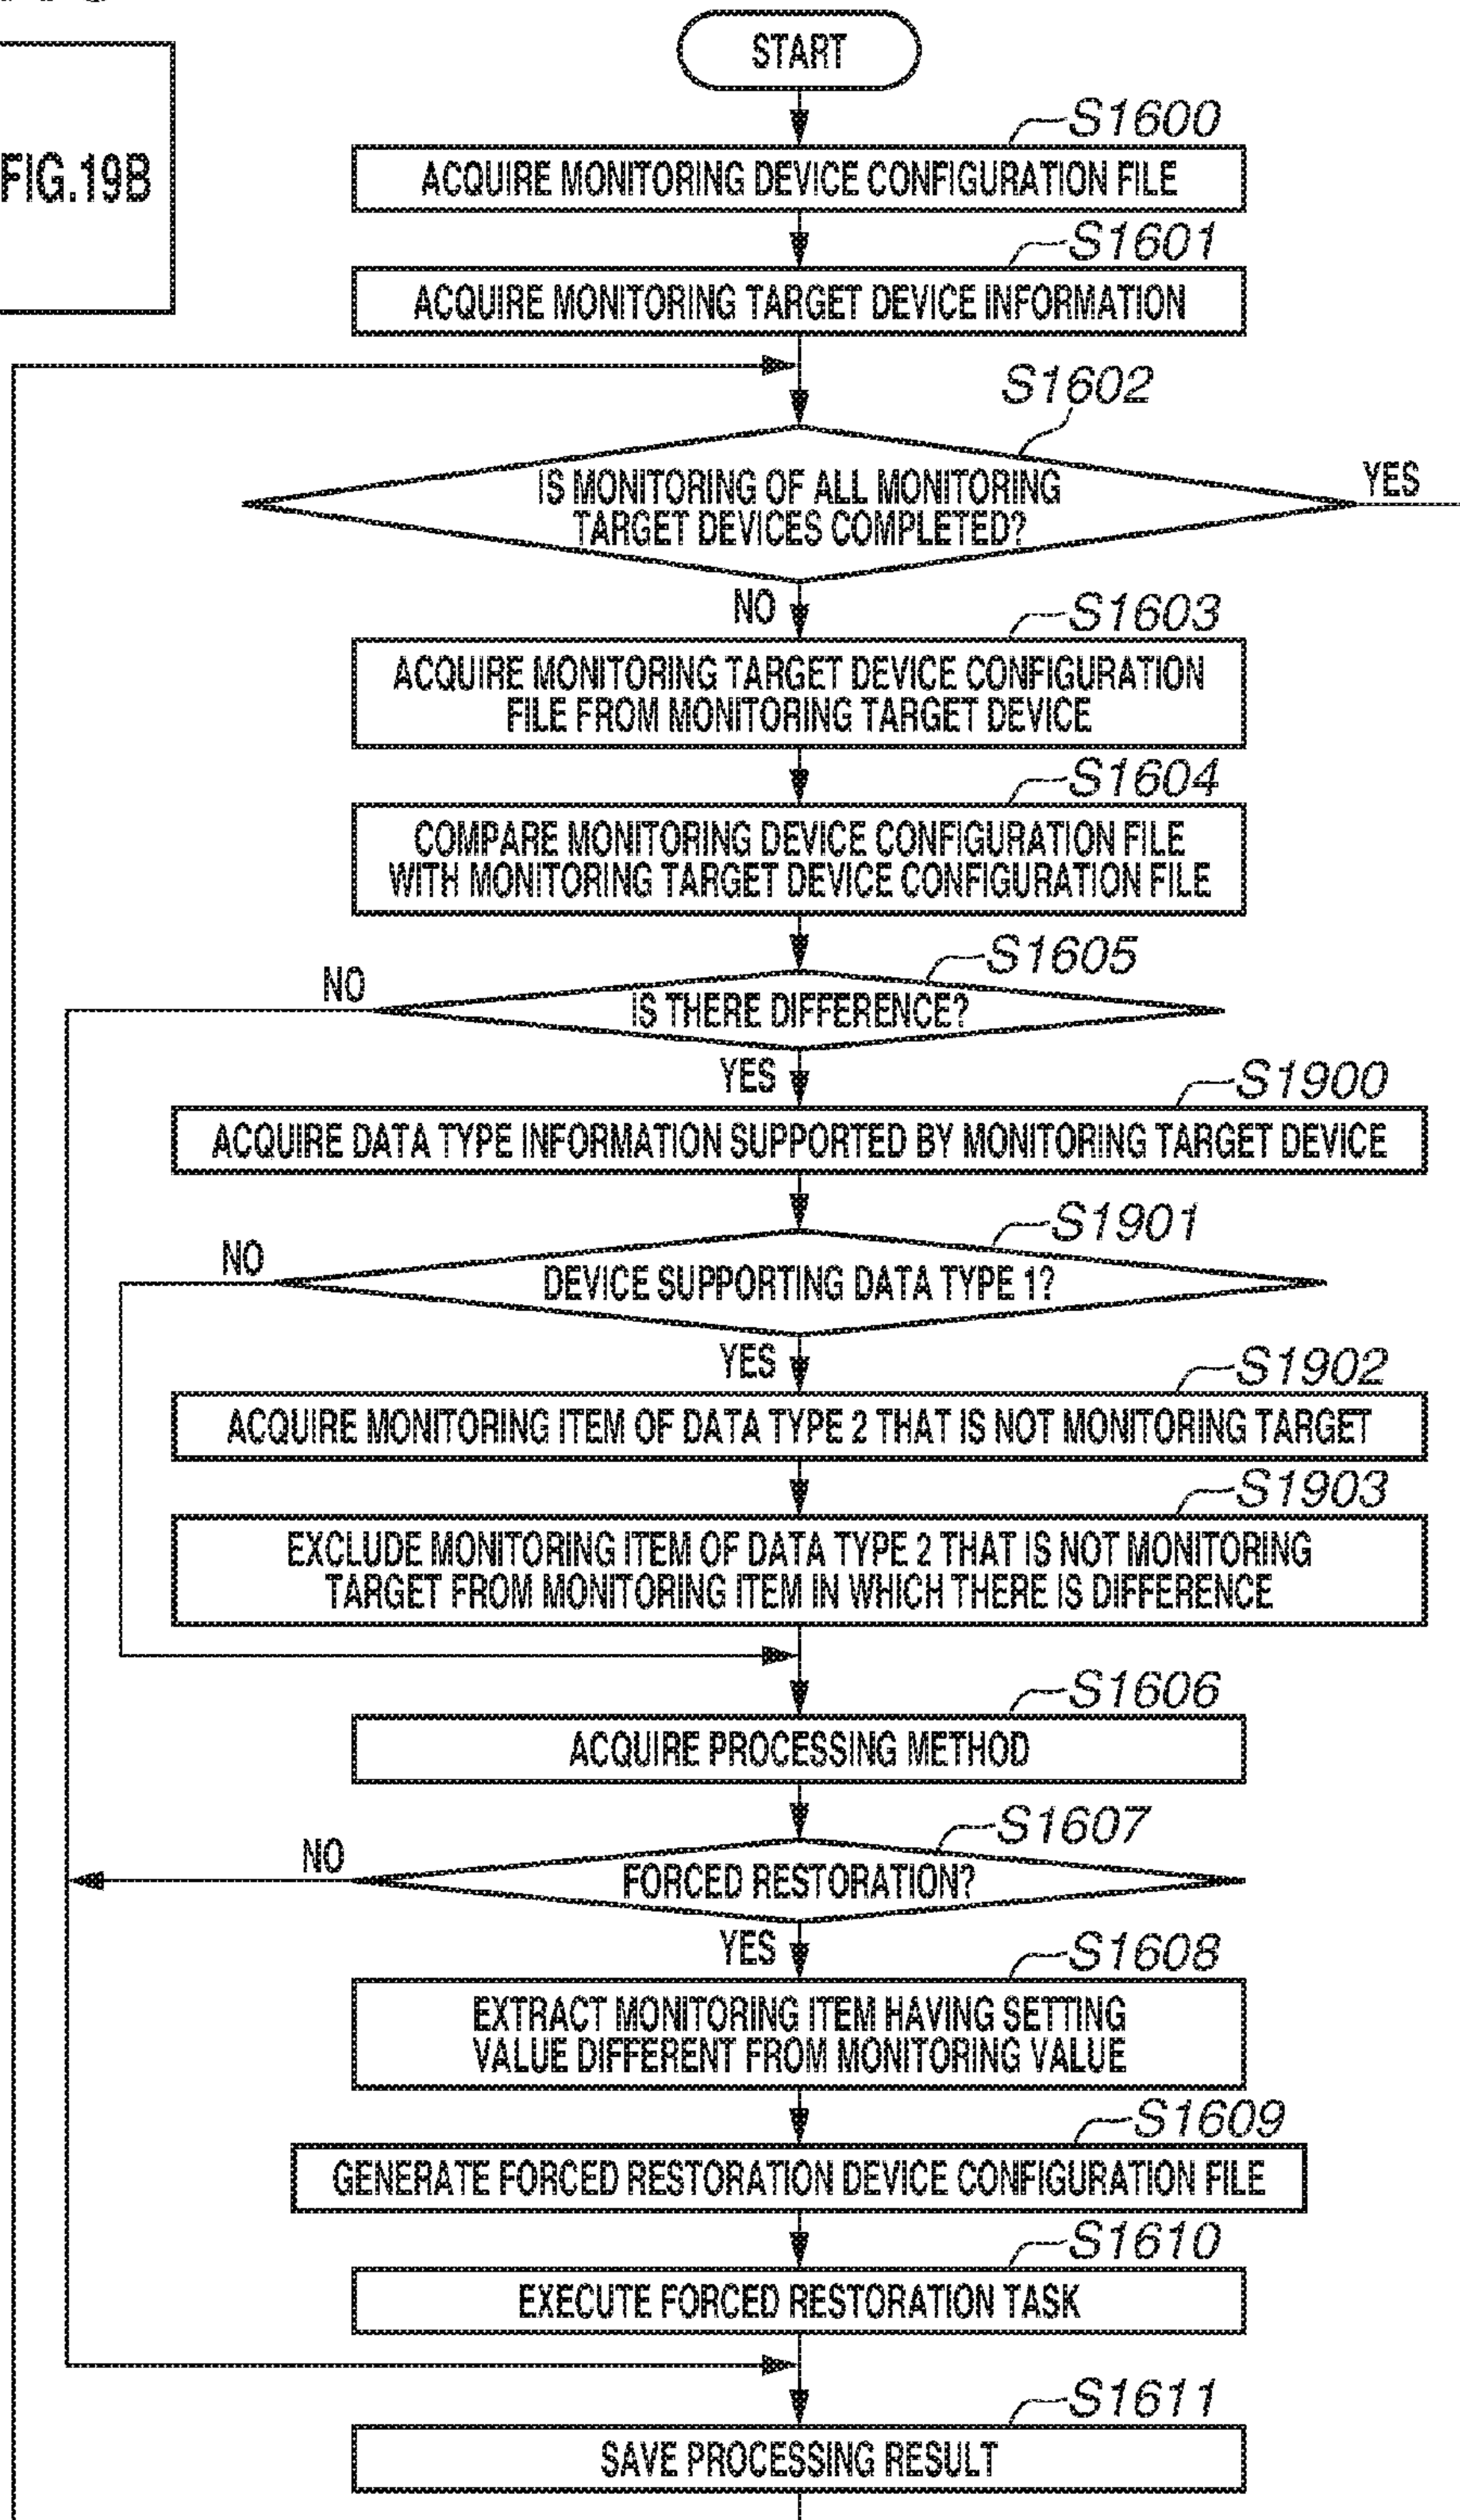 START
FIG.19B
S1600
ACQUIRE MONITORING DEVICE CONFIGURATION FILE
S1601
ACQUIRE MONITORING TARGET DEVICE INFORMATION
S1602
IS MONITORING OF ALL MONITORING
TARGET DEVICES COMPLETED?
YES
NO
S1603
ACQUIRE MONITORING TARGET DEVICE CONFIGURATION
FILE FROM MONITORING TARGET DEVICE
S1604
COMPARE MONITORING DEVICE CONFIGURATION FILE
WITH MONITORING TARGET DEVICE CONFIGURATION FILE
S1605
NO
IS THERE DIFFERENCE?
YES
S1900
ACQUIRE DATA TYPE INFORMATION SUPPORTED BY MONITORING TARGET DEVICE
S1901
NO
DEVICE SUPPORTING DATA TYPE 1?
YES
S1902
ACQUIRE MONITORING ITEM OF DATA TYPE 2 THAT IS NOT MONITORING TARGET
S1903
EXCLUDE MONITORING ITEM OF DATA TYPE 2 THAT IS NOT MONITORING
TARGET FROM MONITORING ITEM IN WHICH THERE IS DIFFERENCE
S1606
ACQUIRE PROCESSING METHOD
S1607
NO
FORCED RESTORATION?
YES
S1608
EXTRACT MONITORING ITEM HAVING SETTING
VALUE DIFFERENT FROM MONITORING VALUE
S1609
GENERATE FORCED RESTORATION DEVICE CONFIGURATION FILE
S1610
EXECUTE FORCED RESTORATION TASK
S1611
SAVE PROCESSING RESULT